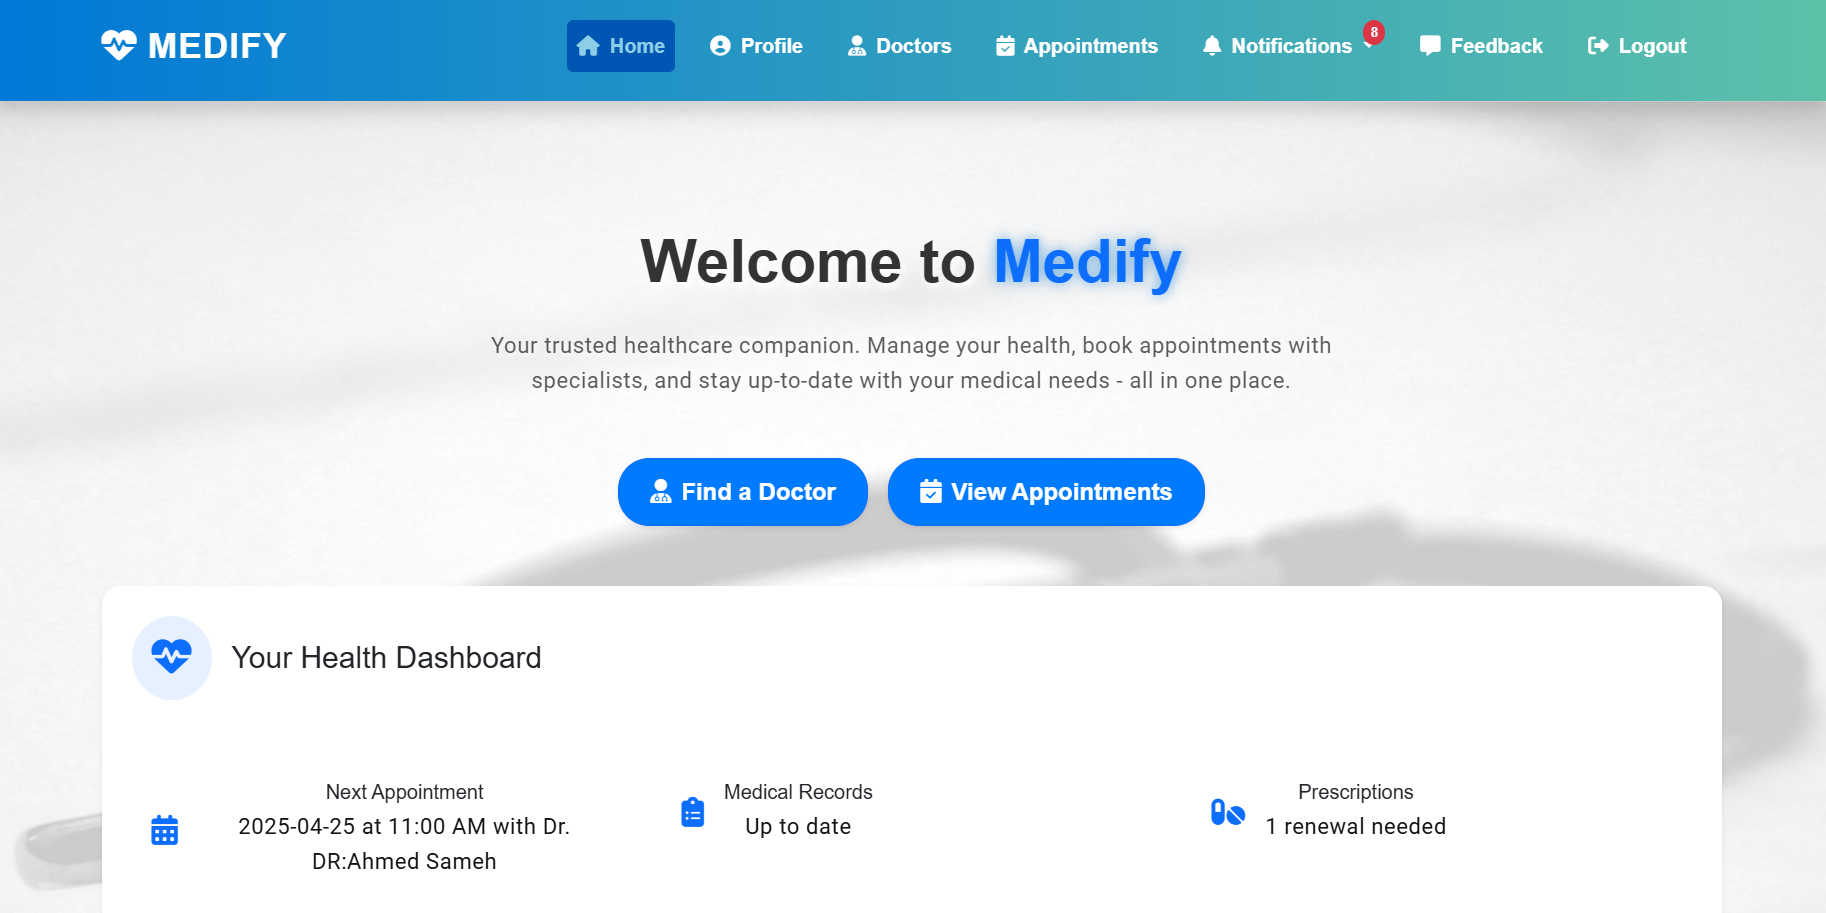 MEDIFY
Home
Profile
Doctors
Appointments
Notifications
8
Feedback
Logout
Welcome to Medify
Your trusted healthcare companion. Manage your health, book appointments with
specialists, and stay up-to-date with your medical needs - all in one place.
Find a Doctor
View Appointments
Your Health Dashboard
Next Appointment
2025-04-25 at 11:00 AM with Dr.
DR:Ahmed Sameh
Medical Records
Up to date
Prescriptions
1 renewal needed